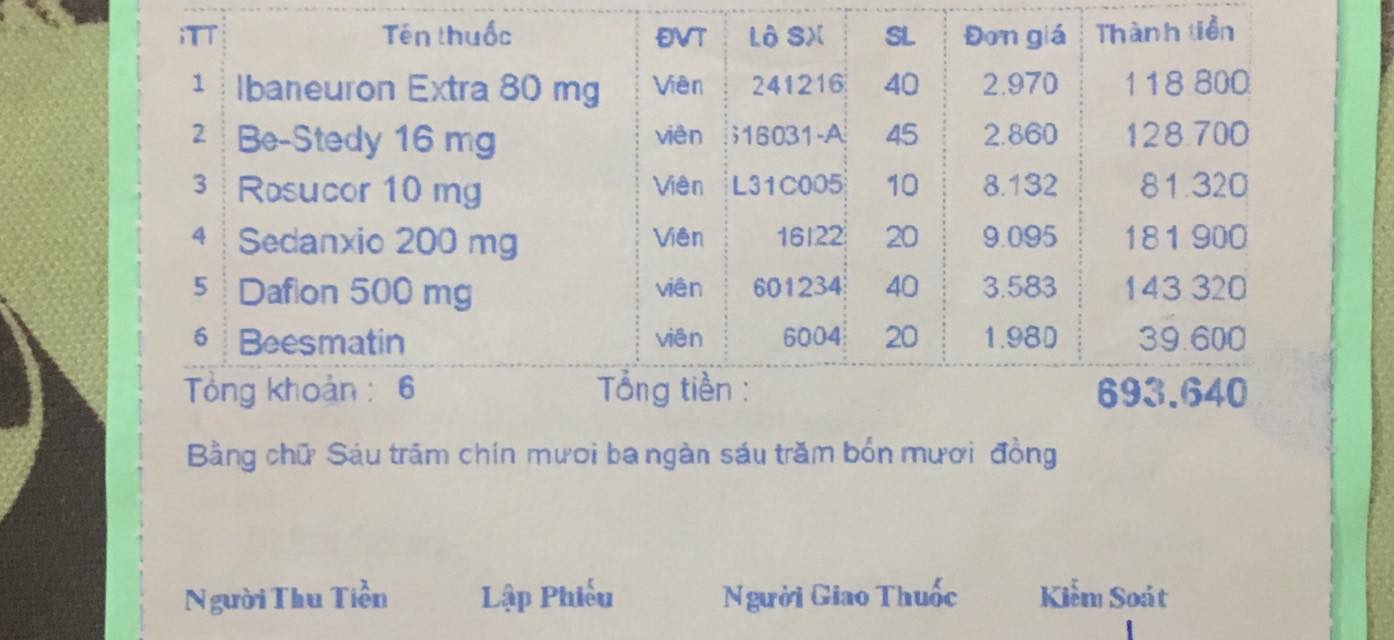 STT Tên thuốc ĐVT Lô SX SL Đơn giá Thành tiền
1 Ibaneuron Extra 80 mg Viên 241216 40 2.970 118 800
2 Be-Stedy 16 mg viên S16031-A 45 2.860 128.700
3 Rosucor 10 mg Viên L31C005 10 8.132 81.320
4 Sedanxio 200 mg Viên 16I22 20 9.095 181 900
5 Daflon 500 mg viên 601234 40 3.583 143 320
6 Beesmatin viên 6004 20 1.980 39.600
Tổng khoản : 6 Tổng tiền : 693.640
Bằng chữ Sáu trăm chín mươi ba ngàn sáu trăm bốn mươi đồng
Người Thu Tiền Lập Phiếu Người Giao Thuốc Kiểm Soát